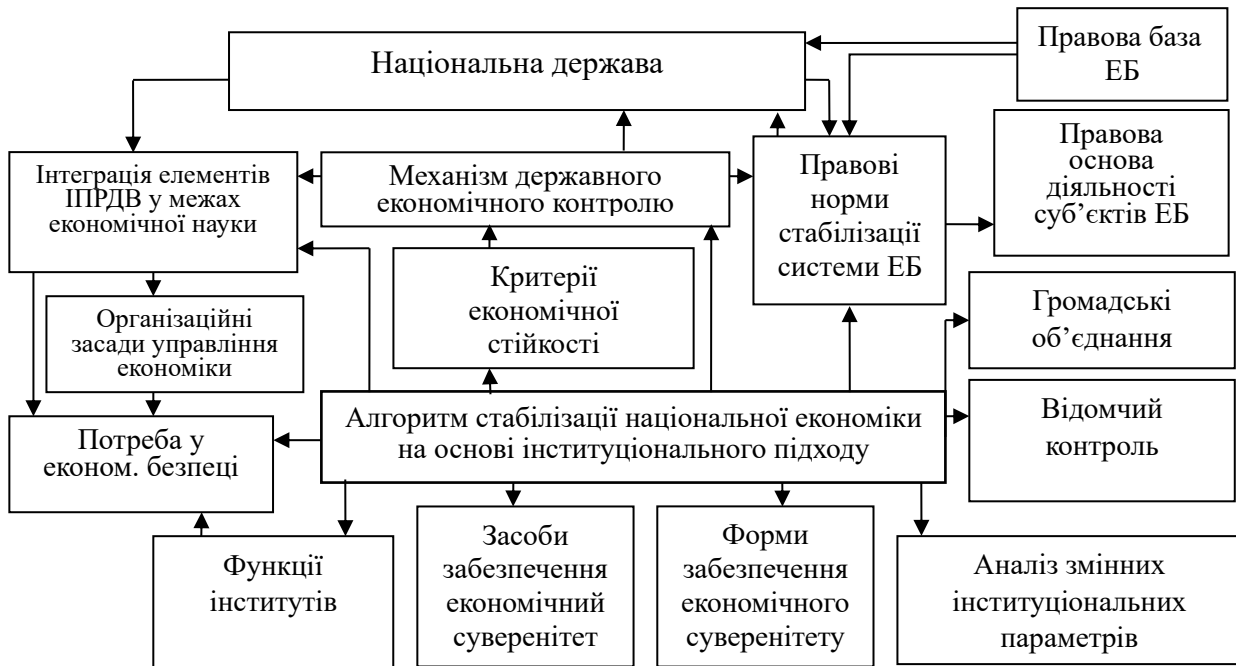 Національна держава
Правова база
ЕБ
Інтеграція елементів
ІПРДВ у межах
економічної науки
Механізм державного
економічного контролю
Правові
норми
стабілізації
системи ЕБ
Правова
основа
діяльності
суб’єктів ЕБ
Організаційні
засади управління
економіки
Критерії
економічної
стійкості
Громадські
об’єднання
Потреба у
економ. безпеці
Алгоритм стабілізації національної економіки
на основі інституціонального підходу
Відомчий
контроль
Функції
інститутів
Засоби
забезпечення
економічний
суверенітет
Форми
забезпечення
економічного
суверенітету
Аналіз змінних
інституціональних
параметрів